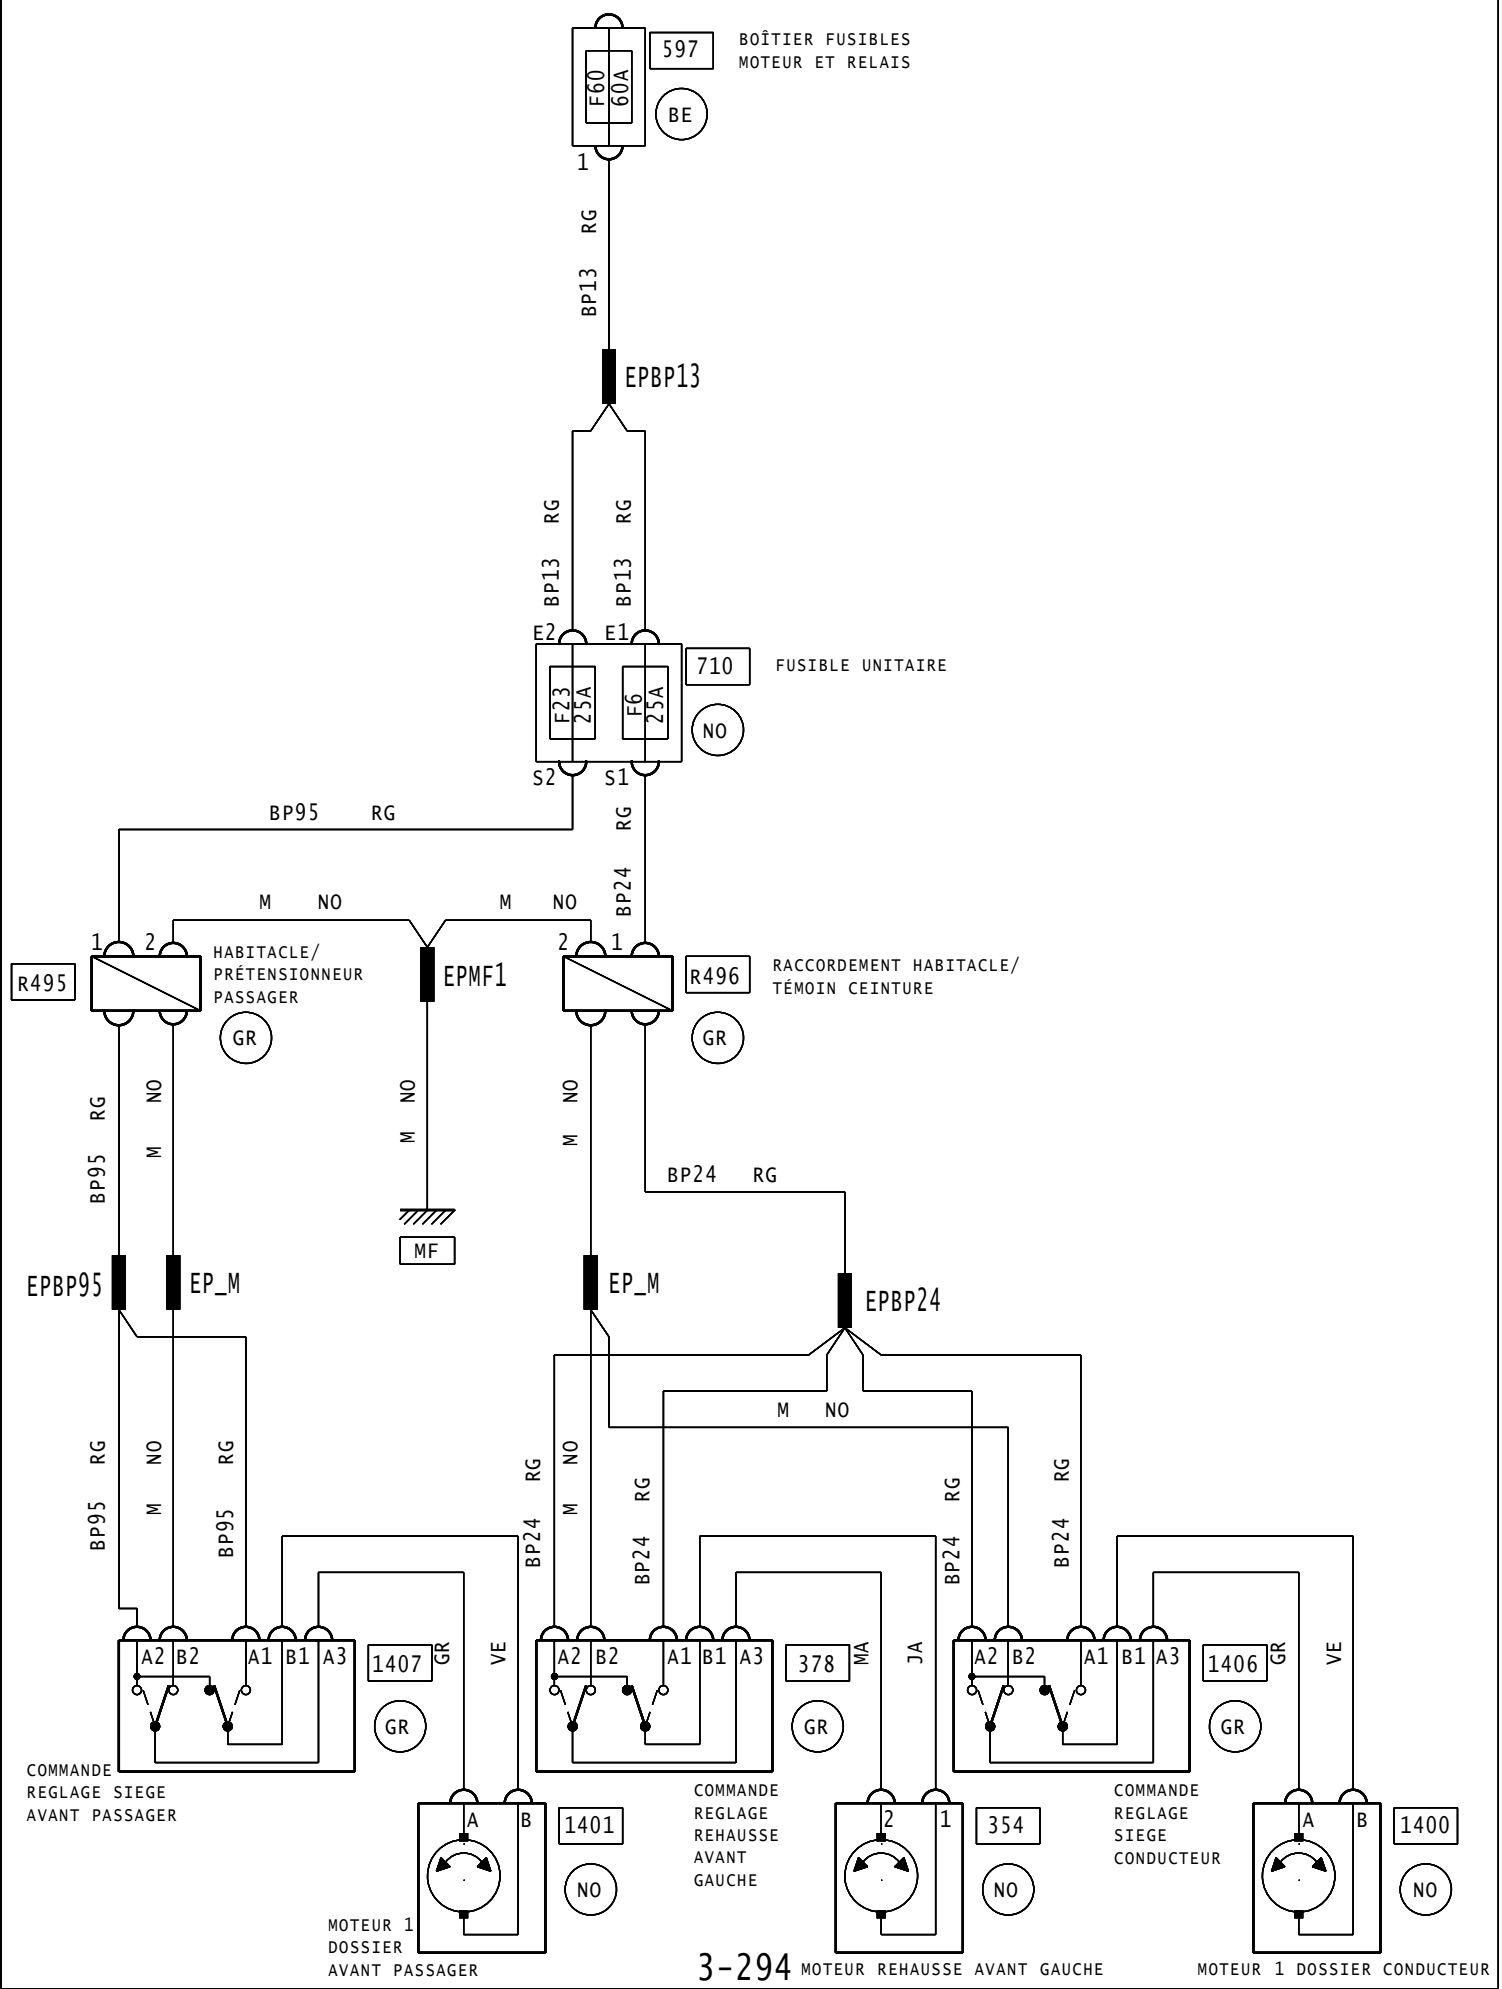 597
BOÎTIER FUSIBLES
MOTEUR ET RELAIS
F60
60A
BE
1
BP13 RG
EPBP13
BP13 RG
BP13 RG
E2
E1
F23
25A
F6
25A
710
FUSIBLE UNITAIRE
NO
S2
S1
BP95 RG
BP24 RG
M NO
M NO
1
2
2
1
R495
HABITACLE/
PRÉTENSIONNEUR
PASSAGER
GR
EPMF1
R496
RACCORDEMENT HABITACLE/
TÉMOIN CEINTURE
GR
BP95 RG
M NO
M NO
M NO
BP24 RG
MF
EPBP95
EP_M
EP_M
EPBP24
M NO
BP95 RG
M NO
BP95 RG
BP24 RG
M NO
BP24 RG
BP24 RG
BP24 RG
A2
B2
A1
B1
A3
1407
GR
VE
GR
A2
B2
A1
B1
A3
378
MA
JA
GR
A2
B2
A1
B1
A3
1406
GR
VE
GR
COMMANDE
REGLAGE SIEGE
AVANT PASSAGER
COMMANDE
REGLAGE
REHAUSSE
AVANT
GAUCHE
COMMANDE
REGLAGE
SIEGE
CONDUCTEUR
A
B
1401
NO
2
1
354
NO
A
B
1400
NO
MOTEUR 1
DOSSIER
AVANT PASSAGER
3-294
MOTEUR REHAUSSE AVANT GAUCHE
MOTEUR 1 DOSSIER CONDUCTEUR